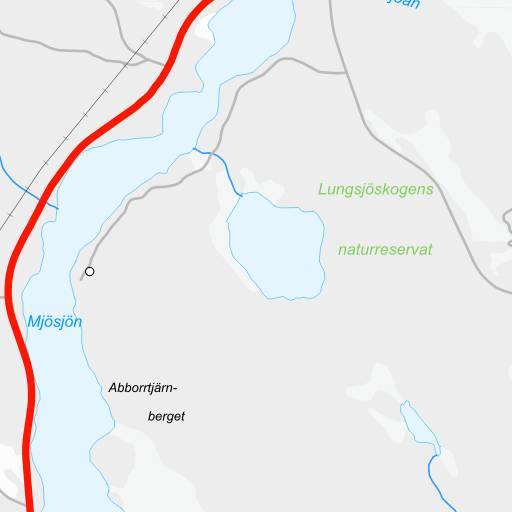 Lungsjöskogens
naturreservat
Mjösjön
Abborrtjärn-
berget